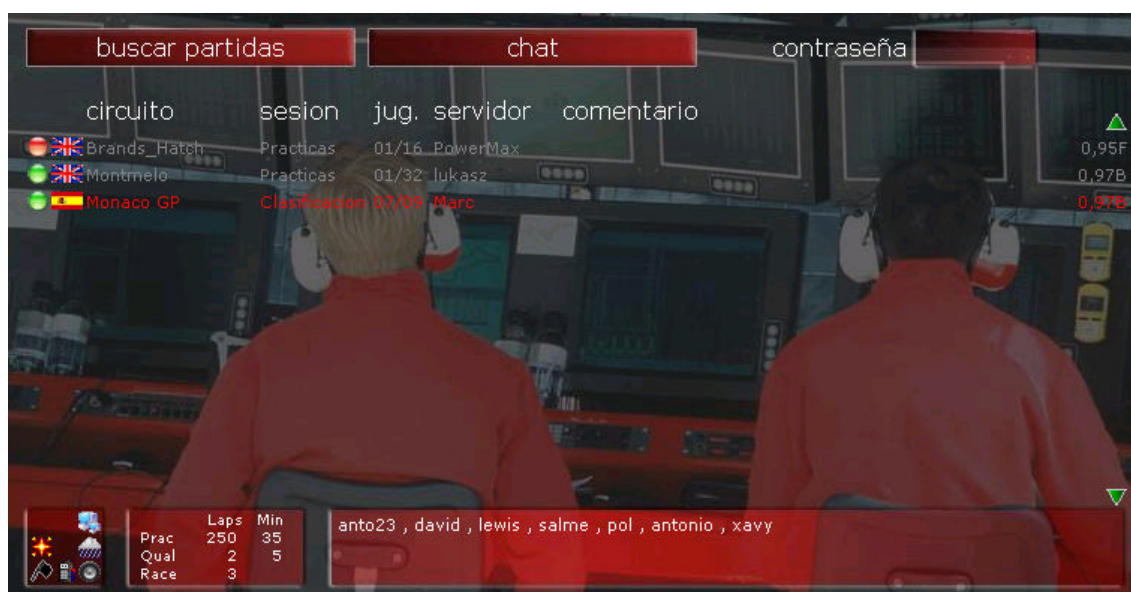 buscar partidas chat contraseña
circuito sesion jug. servidor comentario
Brands_Hatch Practicas 01/16 PowerMax 0,95F
Montmelo Practicas 01/32 lukasz 0,97B
Monaco GP Clasificacion 07/09 Marc 0,97B
Laps Min
Prac 250 35
Qual 2 5
Race 3
anto23 , david , lewis , salme , pol , antonio , xavy